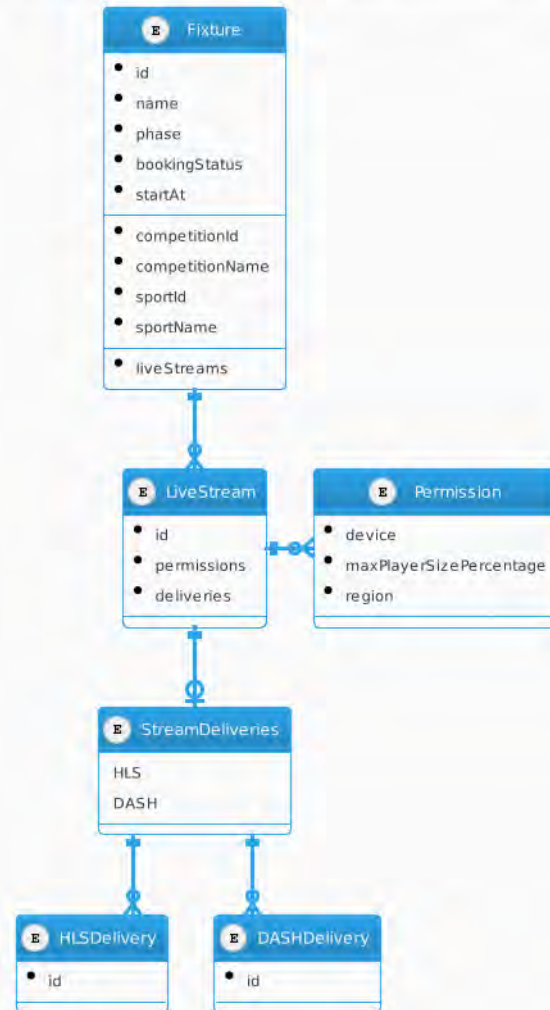 E Fixture
id
name
phase
bookingStatus
startAt
competitionId
competitionName
sportId
sportName
liveStreams
E LiveStream
id
permissions
deliveries
E Permission
device
maxPlayerSizePercentage
region
E StreamDeliveries
HLS
DASH
E HLSDelivery
id
E DASHDelivery
id